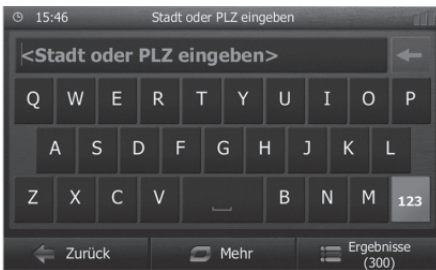 15:46 Stadt oder PLZ eingeben
<Stadt oder PLZ eingeben>
Q W E R T Y U I O P
A S D F G H J K L
Z X C V B N M 123
Zurück Mehr Ergebnisse
(300)